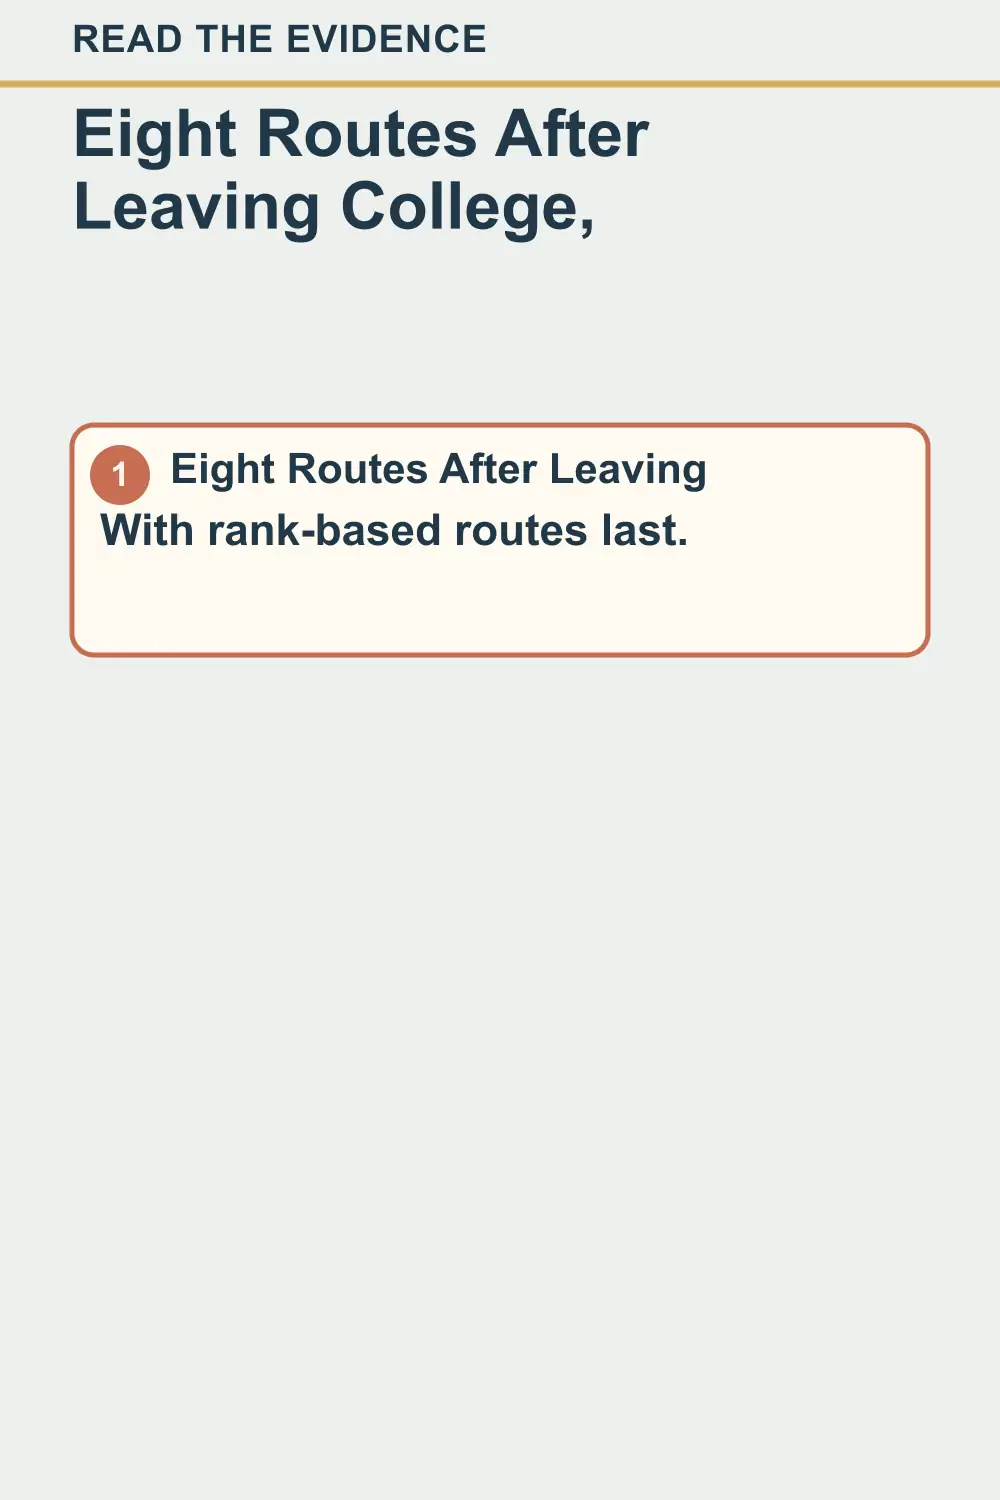 READ THE EVIDENCE
Eight Routes After
Leaving College,
1 Eight Routes After Leaving
With rank-based routes last.